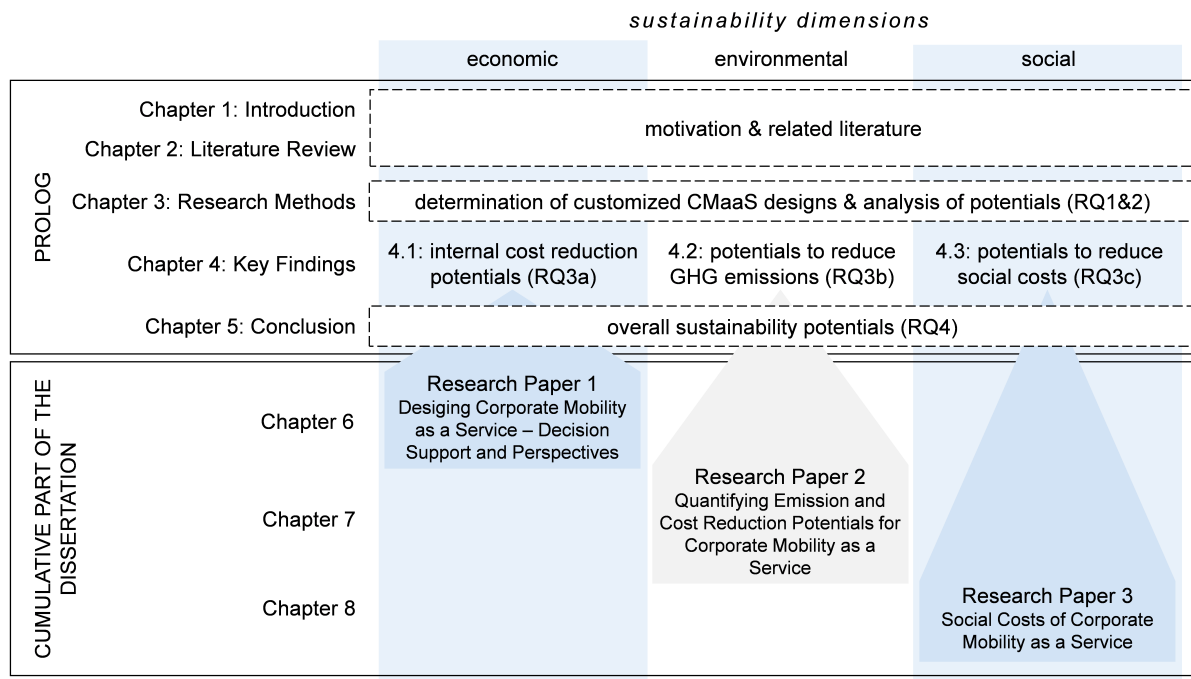 sustainability dimensions
economic
environmental
social
PROLOG
Chapter 1: Introduction
Chapter 2: Literature Review
motivation & related literature
Chapter 3: Research Methods
determination of customized CMaaS designs & analysis of potentials (RQ1&2)
Chapter 4: Key Findings
4.1: internal cost reduction
potentials (RQ3a)
4.2: potentials to reduce
GHG emissions (RQ3b)
4.3: potentials to reduce
social costs (RQ3c)
Chapter 5: Conclusion
overall sustainability potentials (RQ4)
CUMULATIVE PART OF THE
DISSERTATION
Chapter 6
Research Paper 1
Desiging Corporate Mobility
as a Service – Decision
Support and Perspectives
Chapter 7
Research Paper 2
Quantifying Emission and
Cost Reduction Potentials for
Corporate Mobility as a
Service
Chapter 8
Research Paper 3
Social Costs of Corporate
Mobility as a Service